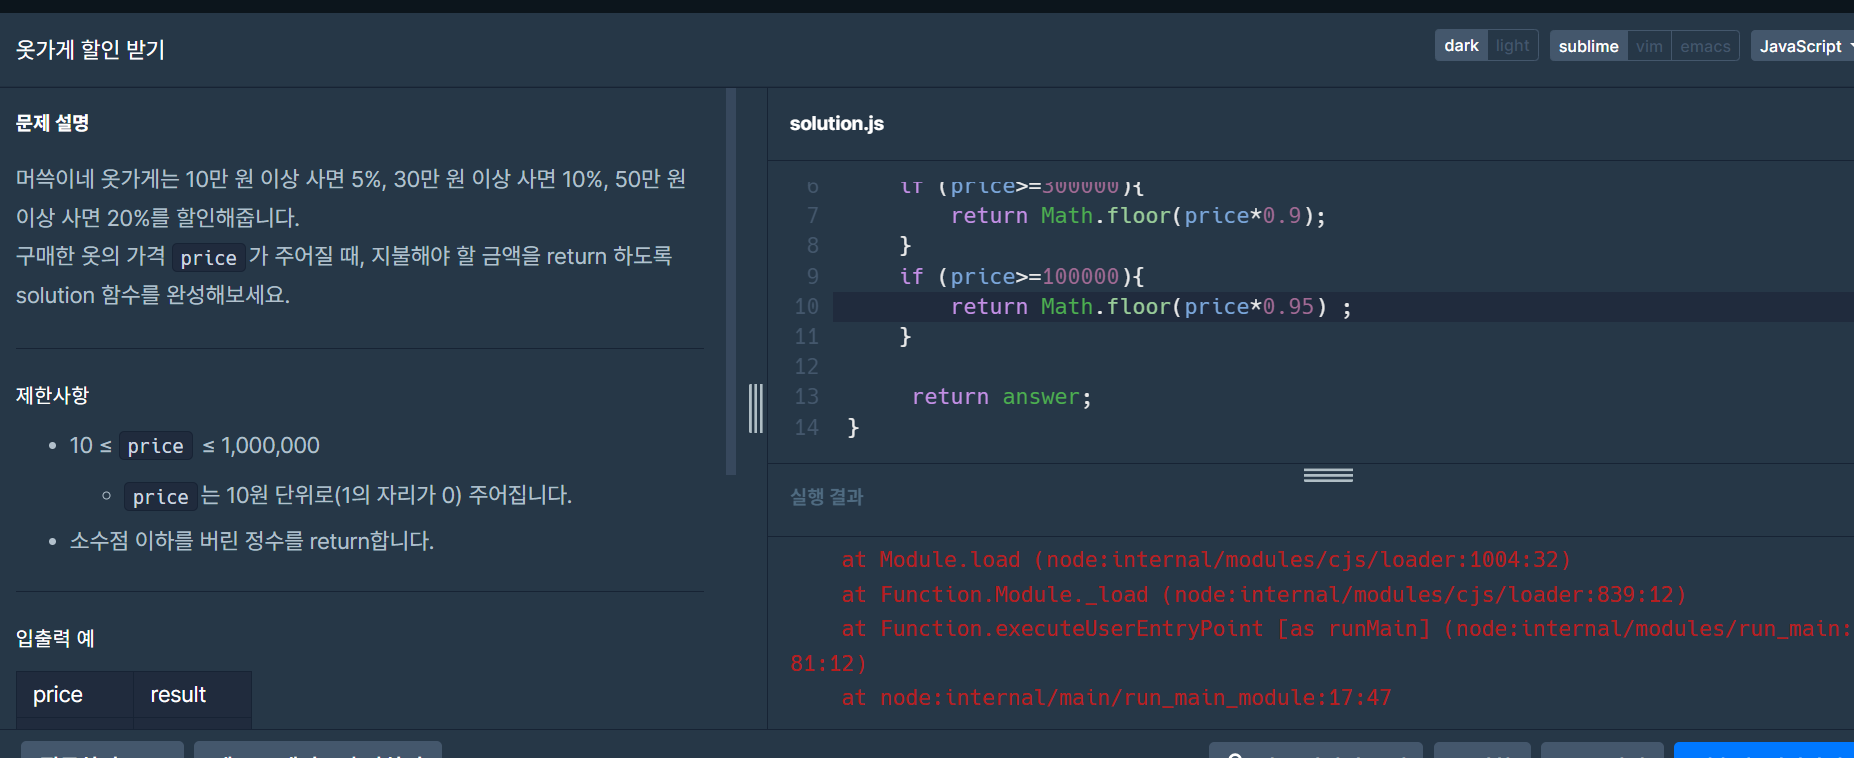 옷가게 할인 받기
dark light
sublime vim emacs
JavaScript
문제 설명
머쓱이네 옷가게는 10만 원 이상 사면 5%, 30만 원 이상 사면 10%, 50만 원
이상 사면 20%를 할인해줍니다.
구매한 옷의 가격 price가 주어질 때, 지불해야 할 금액을 return 하도록
solution 함수를 완성해보세요.
제한사항
• 10 ≤ price ≤ 1,000,000
◦ price는 10원 단위로(1의 자리가 0) 주어집니다.
• 소수점 이하를 버린 정수를 return합니다.
입출력 예
price result
solution.js
6 if (price>=300000){
7 return Math.floor(price*0.9);
8 }
9 if (price>=100000){
10 return Math.floor(price*0.95) ;
11 }
12
13 return answer;
14 }
실행 결과
at Module.load (node:internal/modules/cjs/loader:1004:32)
at Function.Module._load (node:internal/modules/cjs/loader:839:12)
at Function.executeUserEntryPoint [as runMain] (node:internal/modules/run_main:
81:12)
at node:internal/main/run_main_module:17:47